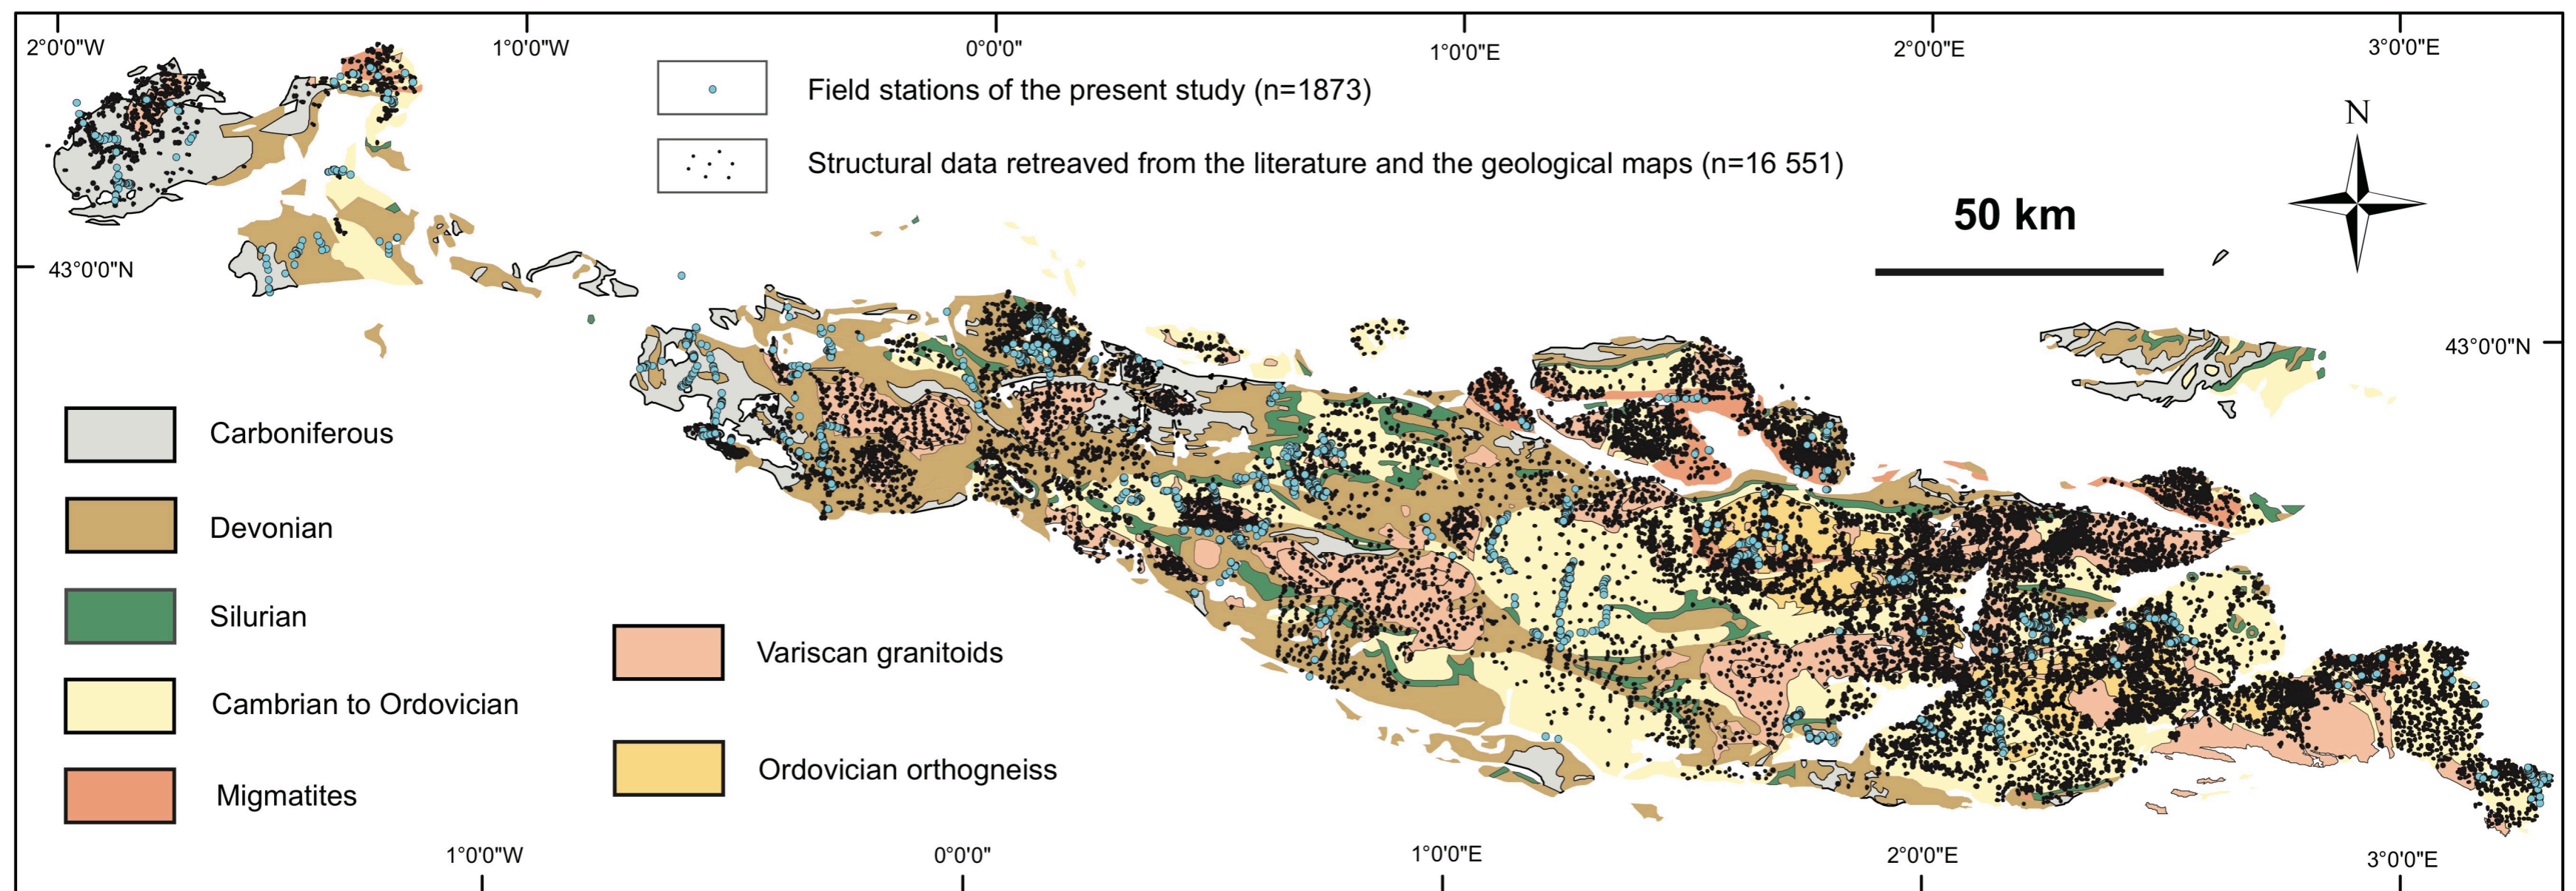 2°0'0"W
1°0'0"W
0°0'0"
1°0'0"E
2°0'0"E
3°0'0"E
Field stations of the present study (n=1873)
Structural data retreaved from the literature and the geological maps (n=16 551)
N
50 km
43°0'0"N
43°0'0"N
Carboniferous
Devonian
Silurian
Cambrian to Ordovician
Migmatites
Variscan granitoids
Ordovician orthogneiss
1°0'0"W
0°0'0"
1°0'0"E
2°0'0"E
3°0'0"E